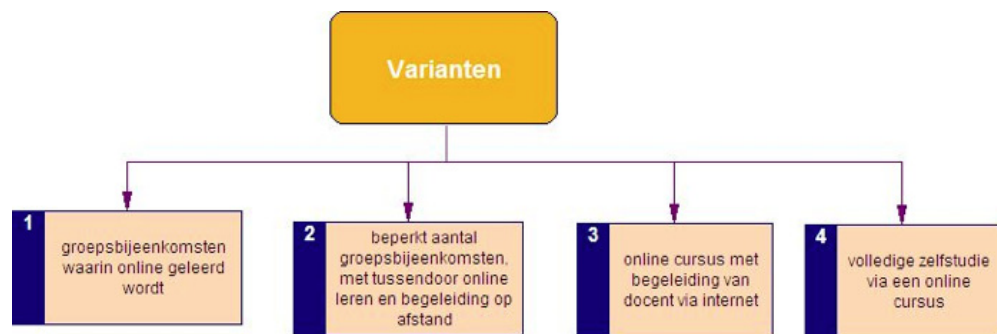 Varianten
1
groepsbijeenkomsten
waarin online geleerd
wordt
2
beperkt aantal
groepsbijeenkomsten,
met tussendoor online
leren en begeleiding op
afstand
3
online cursus met
begeleiding van
docent via internet
4
volledige zelfstudie
via een online
cursus